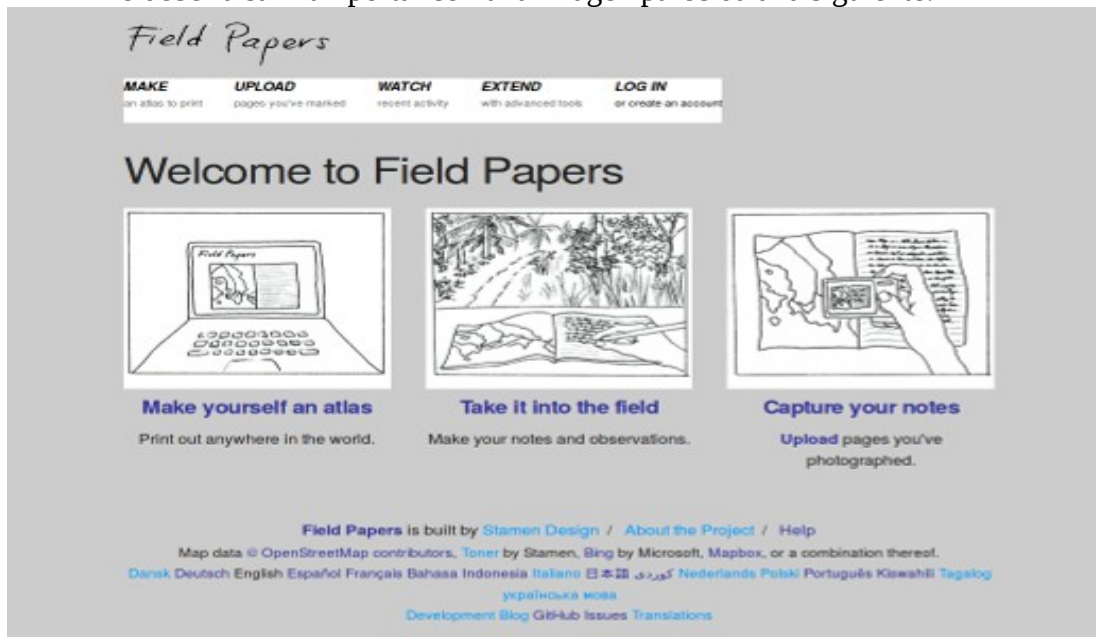 Field Papers
MAKE UPLOAD WATCH EXTEND LOG IN
an atlas to print pages you've marked recent activity with advanced tools or create an account
Welcome to Field Papers
Field Papers
Make yourself an atlas Take it into the field Capture your notes
Print out anywhere in the world. Make your notes and observations. Upload pages you've
photographed.
Field Papers is built by Stamen Design / About the Project / Help
Map data © OpenStreetMap contributors, Toner by Stamen, Bing by Microsoft, Mapbox, or a combination thereof.
Dansk Deutsch English Español Français Bahasa Indonesia Italiano 日本語 کوردی Nederlands Polski Português Kiswahili Tagalog
українська мова
Development Blog GitHub Issues Translations